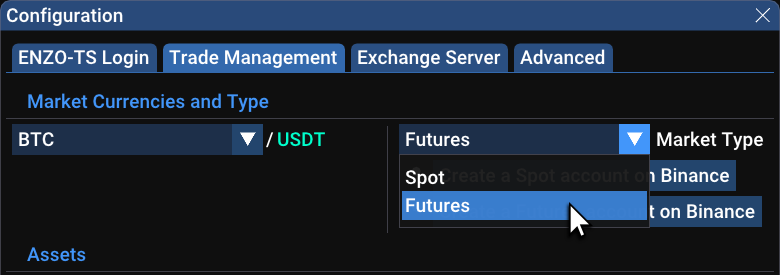 Configuration
ENZO-TS Login Trade Management Exchange Server Advanced
Market Currencies and Type
BTC / USDT Futures Market Type
Spot
Create a Spot account on Binance
Futures
t on Binance
Assets